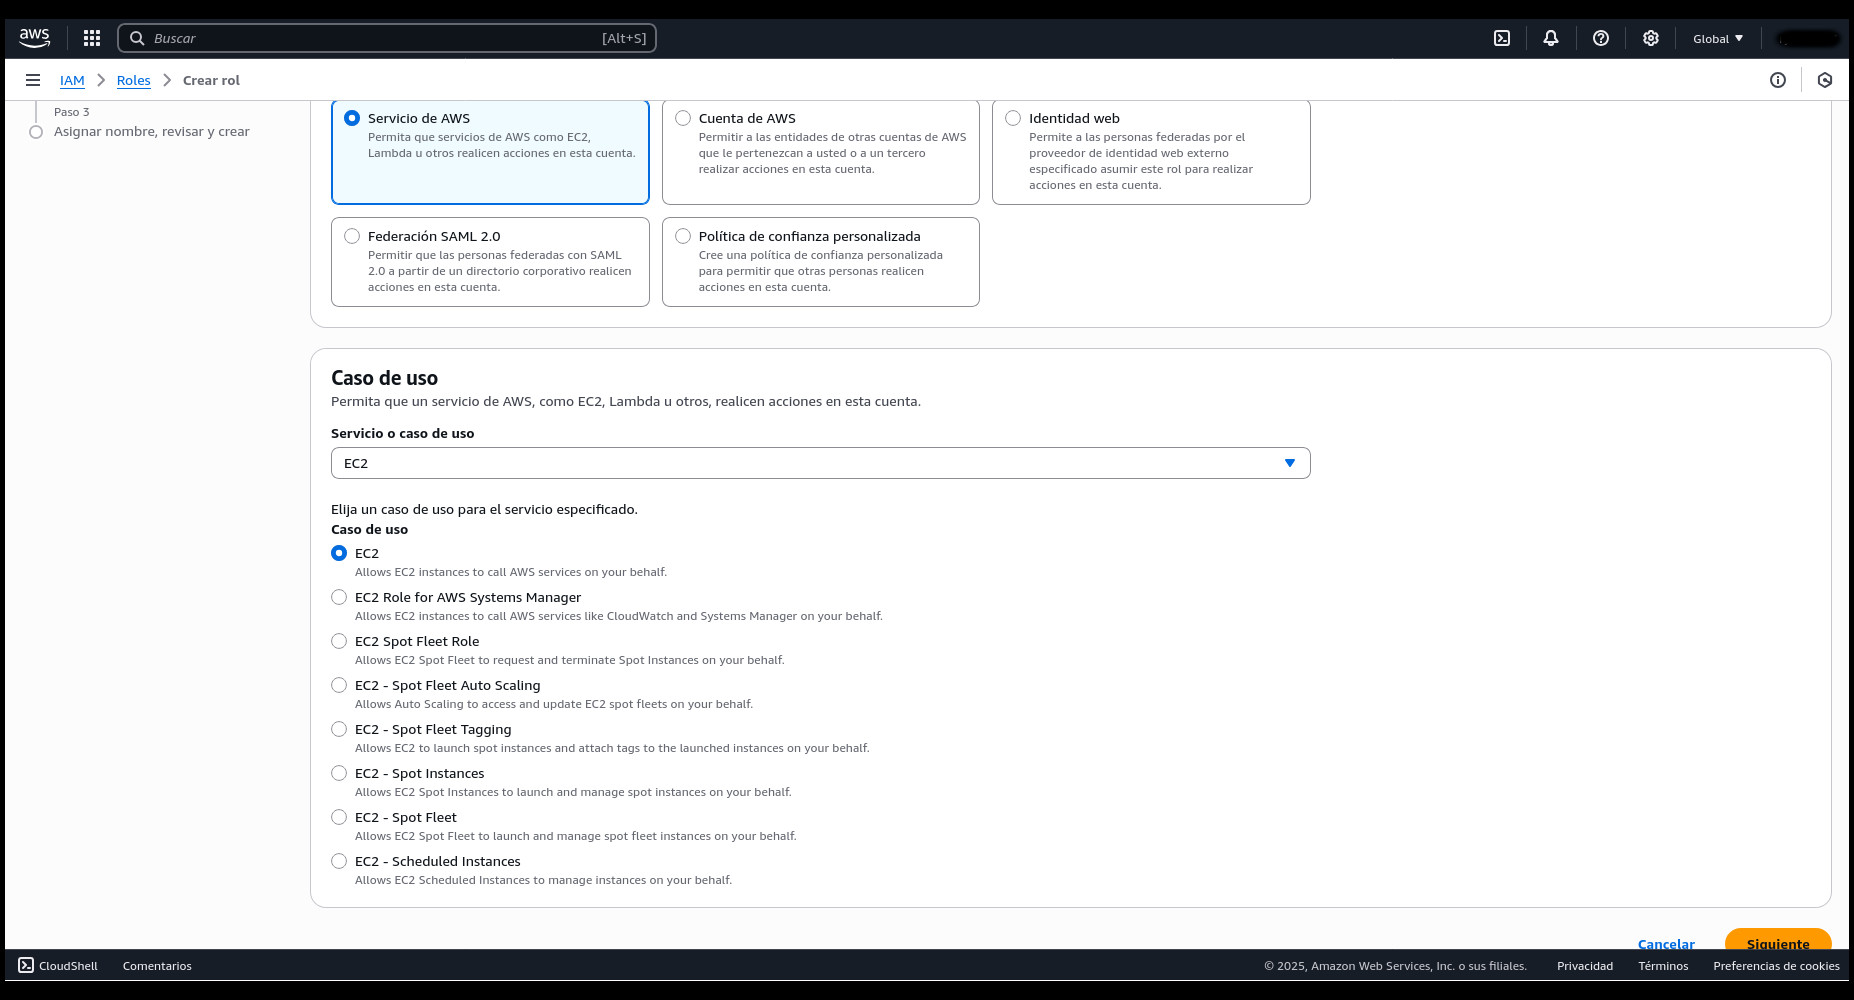 aws
Buscar
[Alt+S]
Global
IAM
Roles
Crear rol
Paso 3
Asignar nombre, revisar y crear
Servicio de AWS
Permita que servicios de AWS como EC2,
Lambda u otros realicen acciones en esta cuenta.
Cuenta de AWS
Permitir a las entidades de otras cuentas de AWS
que le pertenezcan a usted o a un tercero
realizar acciones en esta cuenta.
Identidad web
Permite a las personas federadas por el
proveedor de identidad web externo
especificado asumir este rol para realizar
acciones en esta cuenta.
Federación SAML 2.0
Permitir que las personas federadas con SAML
2.0 a partir de un directorio corporativo realicen
acciones en esta cuenta.
Política de confianza personalizada
Cree una política de confianza personalizada
para permitir que otras personas realicen
acciones en esta cuenta.
Caso de uso
Permita que un servicio de AWS, como EC2, Lambda u otros, realicen acciones en esta cuenta.
Servicio o caso de uso
EC2
Elija un caso de uso para el servicio especificado.
Caso de uso
EC2
Allows EC2 instances to call AWS services on your behalf.
EC2 Role for AWS Systems Manager
Allows EC2 instances to call AWS services like CloudWatch and Systems Manager on your behalf.
EC2 Spot Fleet Role
Allows EC2 Spot Fleet to request and terminate Spot Instances on your behalf.
EC2 - Spot Fleet Auto Scaling
Allows Auto Scaling to access and update EC2 spot fleets on your behalf.
EC2 - Spot Fleet Tagging
Allows EC2 to launch spot instances and attach tags to the launched instances on your behalf.
EC2 - Spot Instances
Allows EC2 Spot Instances to launch and manage spot instances on your behalf.
EC2 - Spot Fleet
Allows EC2 Spot Fleet to launch and manage spot fleet instances on your behalf.
EC2 - Scheduled Instances
Allows EC2 Scheduled Instances to manage instances on your behalf.
Cancelar
Siguiente
CloudShell
Comentarios
© 2025, Amazon Web Services, Inc. o sus filiales.
Privacidad
Términos
Preferencias de cookies